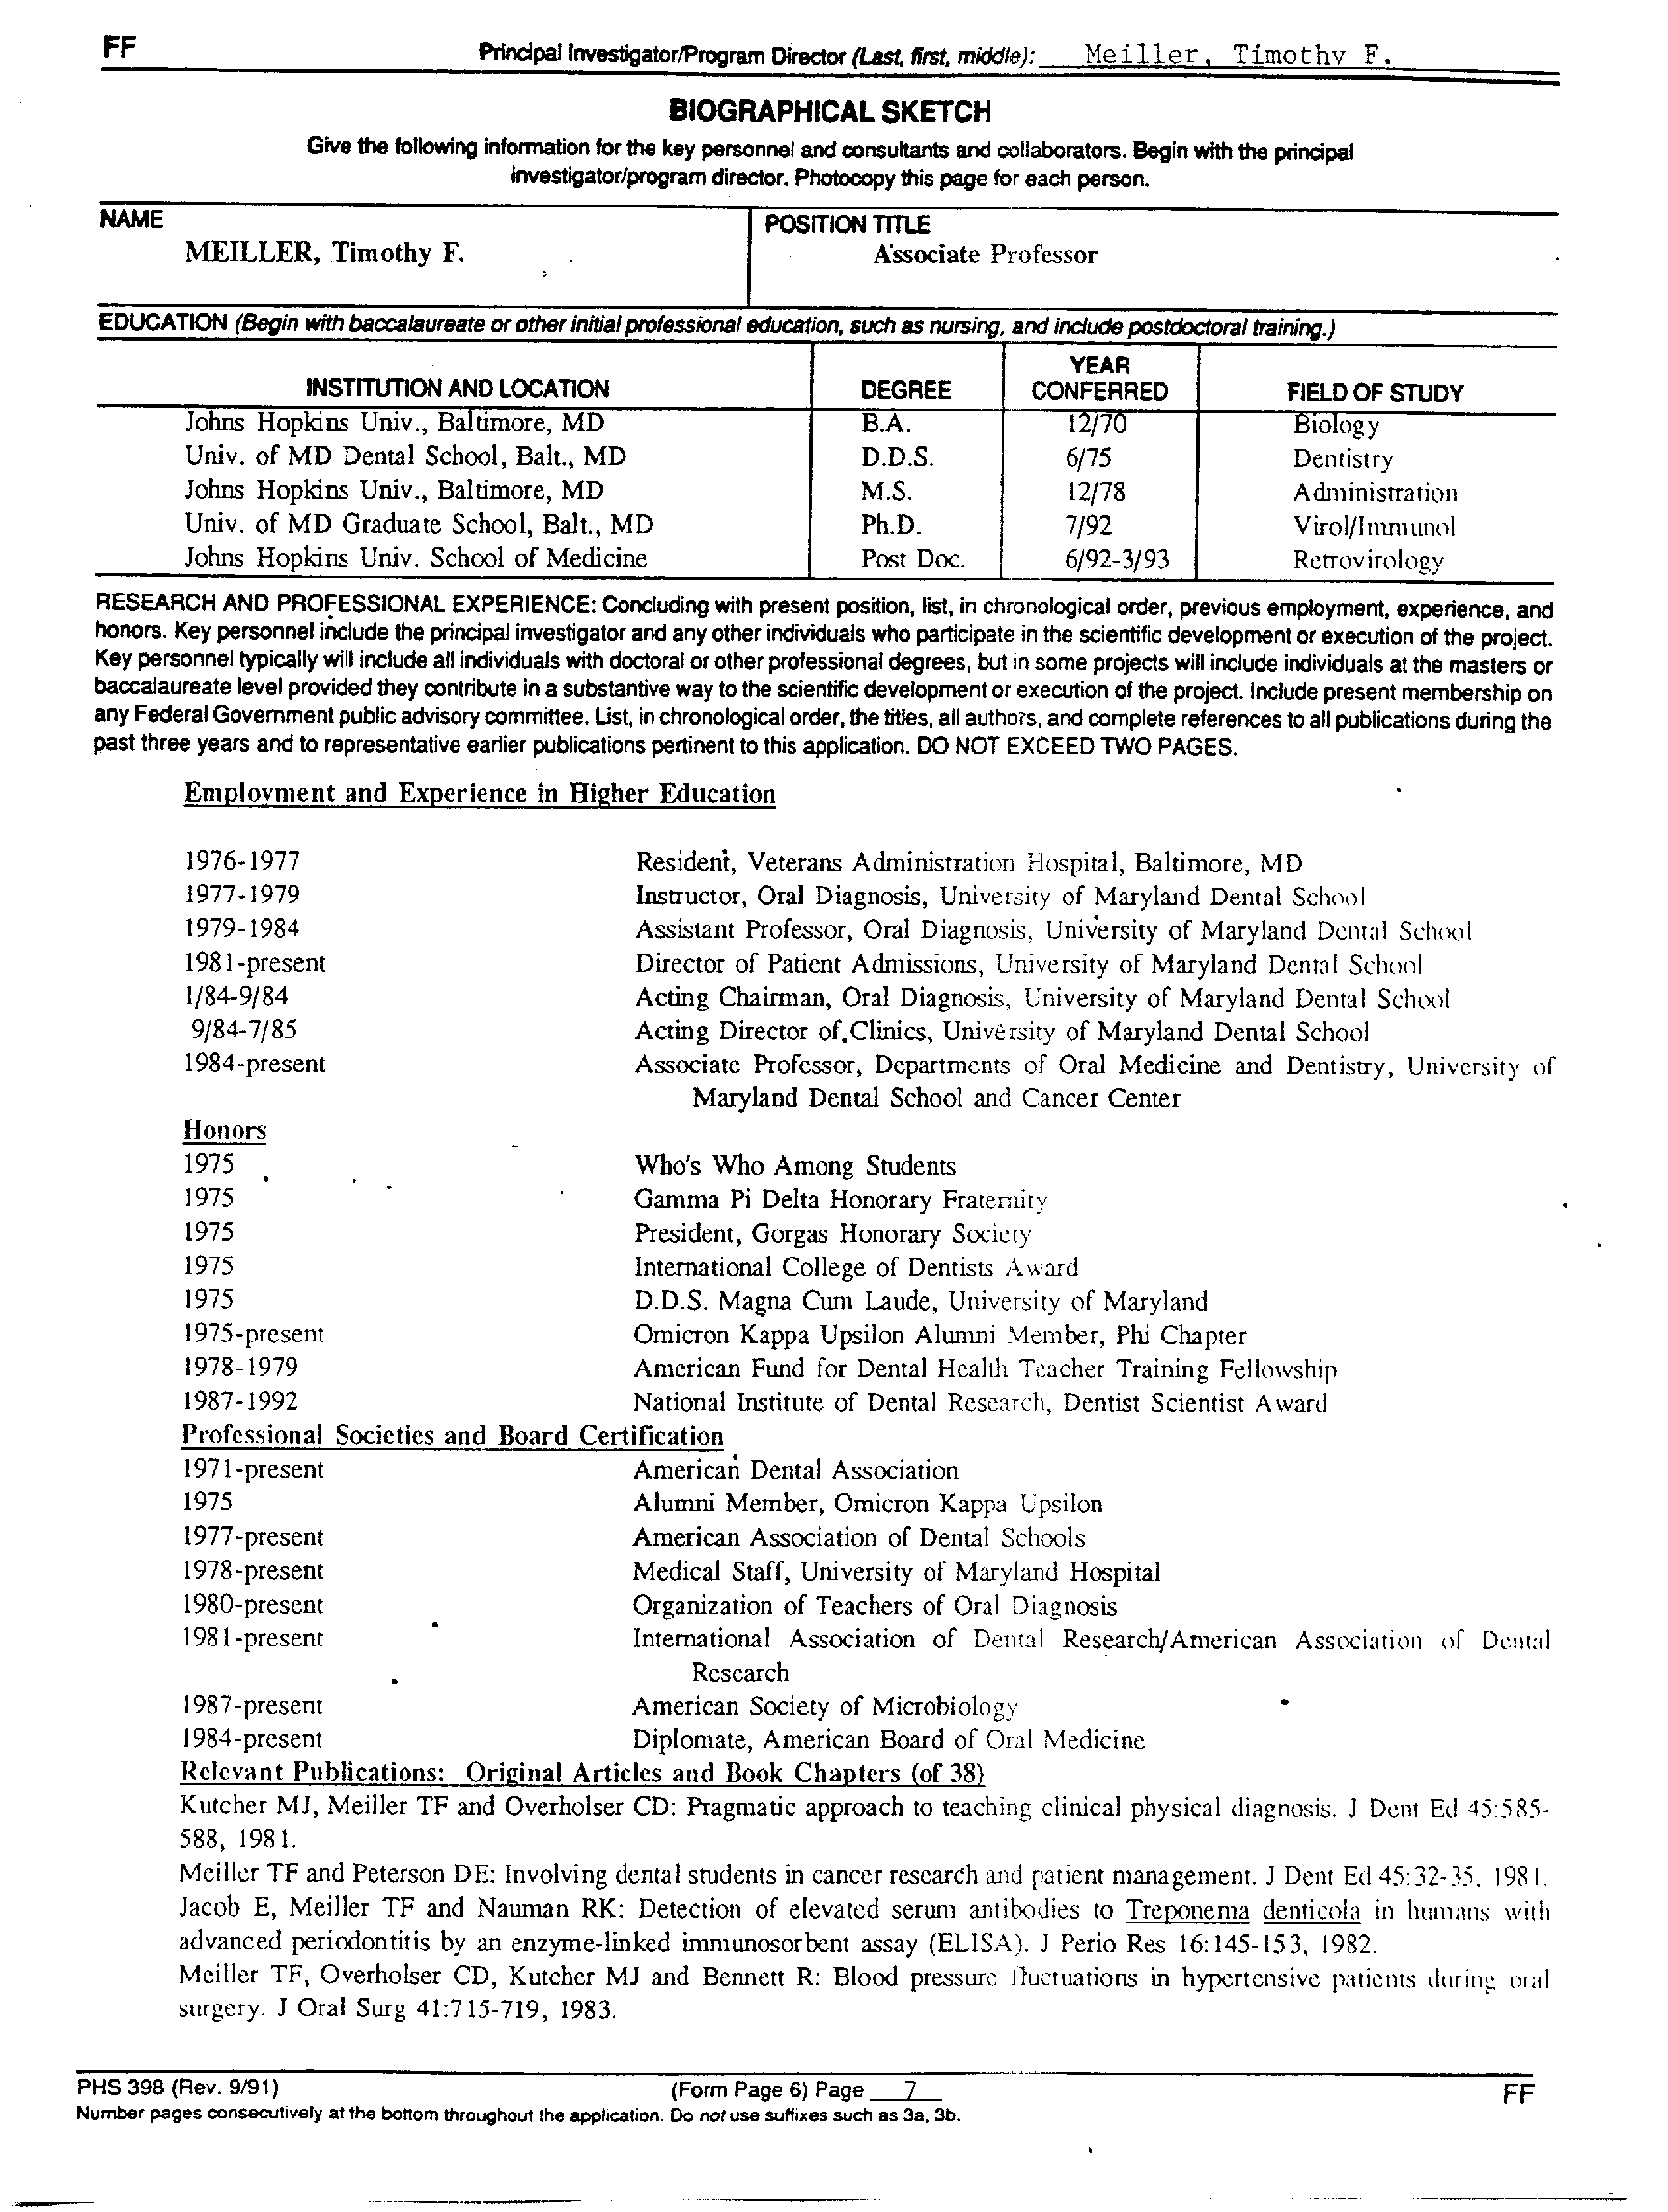 FF
Principal Investigator/Program Director (Last, first, middle): Meiller, Timothy F.
BIOGRAPHICAL SKETCH
Give the following information for the key personnel and consultants and collaborators. Begin with the principal
investigator/program director. Photocopy this page for each person.
NAME
POSITION TITLE
MEILLER, Timothy F.
Associate Professor
EDUCATION (Begin with baccalaureate or other initial professional education, such as nursing, and include postdoctoral training.)
INSTITUTION AND LOCATION DEGREE YEAR CONFERRED FIELD OF STUDY
Johns Hopkins Univ., Baltimore, MD B.A. 12/70 Biology
Univ. of MD Dental School, Balt., MD D.D.S. 6/75 Dentistry
Johns Hopkins Univ., Baltimore, MD M.S. 12/78 Administration
Univ. of MD Graduate School, Balt., MD Ph.D. 7/92 Virol/Immunol
Johns Hopkins Univ. School of Medicine Post Doc. 6/92-3/93 Retrovirology
RESEARCH AND PROFESSIONAL EXPERIENCE: Concluding with present position, list, in chronological order, previous employment, experience, and
honors. Key personnel include the principal investigator and any other individuals who participate in the scientific development or execution of the project.
Key personnel typically will include all individuals with doctoral or other professional degrees, but in some projects will include individuals at the masters or
baccalaureate level provided they contribute in a substantive way to the scientific development or execution of the project. Include present membership on
any Federal Government public advisory committee. List, in chronological order, the titles, all authors, and complete references to all publications during the
past three years and to representative earlier publications pertinent to this application. DO NOT EXCEED TWO PAGES.
Employment and Experience in Higher Education
1976-1977 Resident, Veterans Administration Hospital, Baltimore, MD
1977-1979 Instructor, Oral Diagnosis, University of Maryland Dental School
1979-1984 Assistant Professor, Oral Diagnosis, University of Maryland Dental School
1981-present Director of Patient Admissions, University of Maryland Dental School
1/84-9/84 Acting Chairman, Oral Diagnosis, University of Maryland Dental School
9/84-7/85 Acting Director of Clinics, University of Maryland Dental School
1984-present Associate Professor, Departments of Oral Medicine and Dentistry, University of
Maryland Dental School and Cancer Center
Honors
1975 Who's Who Among Students
1975 Gamma Pi Delta Honorary Fraternity
1975 President, Gorgas Honorary Society
1975 International College of Dentists Award
1975 D.D.S. Magna Cum Laude, University of Maryland
1975-present Omicron Kappa Upsilon Alumni Member, Phi Chapter
1978-1979 American Fund for Dental Health Teacher Training Fellowship
1987-1992 National Institute of Dental Research, Dentist Scientist Award
Professional Societies and Board Certification
1971-present American Dental Association
1975 Alumni Member, Omicron Kappa Upsilon
1977-present American Association of Dental Schools
1978-present Medical Staff, University of Maryland Hospital
1980-present Organization of Teachers of Oral Diagnosis
1981-present International Association of Dental Research/American Association of Dental
Research
1987-present American Society of Microbiology
1984-present Diplomate, American Board of Oral Medicine
Relevant Publications: Original Articles and Book Chapters (of 38)
Kutcher MJ, Meiller TF and Overholser CD: Pragmatic approach to teaching clinical physical diagnosis. J Dent Ed 45:585-
588, 1981.
Meiller TF and Peterson DE: Involving dental students in cancer research and patient management. J Dent Ed 45:32-35, 1981.
Jacob E, Meiller TF and Nauman RK: Detection of elevated serum antibodies to Treponema denticola in humans with
advanced periodontitis by an enzyme-linked immunosorbent assay (ELISA). J Perio Res 16:145-153, 1982.
Meiller TF, Overholser CD, Kutcher MJ and Bennett R: Blood pressure fluctuations in hypertensive patients during oral
surgery. J Oral Surg 41:715-719, 1983.
PHS 398 (Rev. 9/91) (Form Page 6) Page 7 FF
Number pages consecutively at the bottom throughout the application. Do not use suffixes such as 3a, 3b.